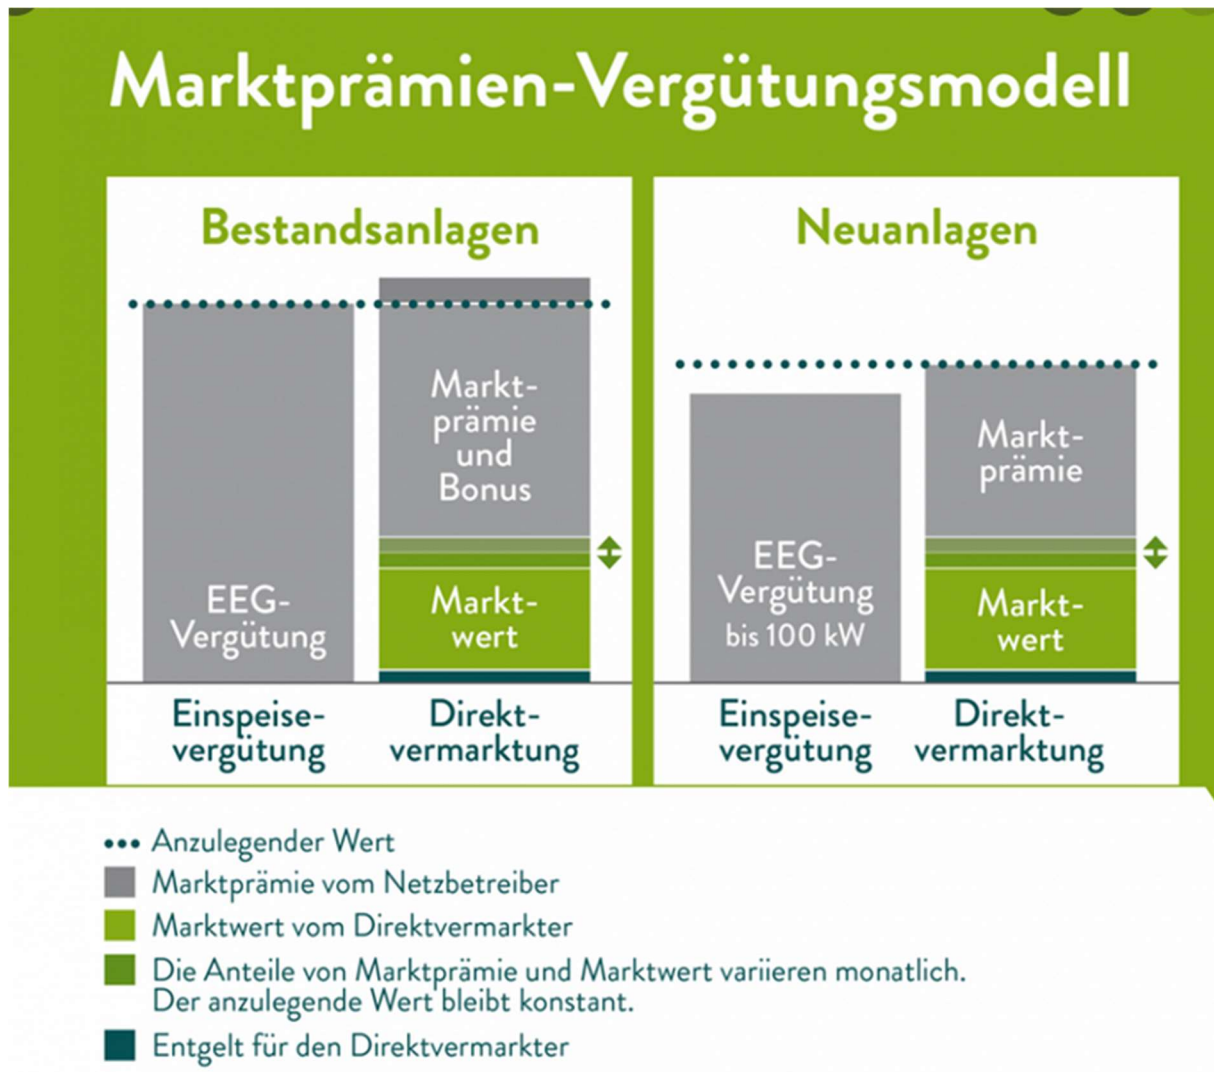 Marktprämien-Vergütungsmodell
Bestandsanlagen
EEG-
Vergütung
Markt-
prämie
und
Bonus
Markt-
wert
Einspeise-
vergütung
Direkt-
vermarktung
Neuanlagen
EEG-
Vergütung
bis 100 kW
Markt-
prämie
Markt-
wert
Einspeise-
vergütung
Direkt-
vermarktung
Anzulegender Wert
Marktprämie vom Netzbetreiber
Marktwert vom Direktvermarkter
Die Anteile von Marktprämie und Marktwert variieren monatlich.
Der anzulegende Wert bleibt konstant.
Entgelt für den Direktvermarkter